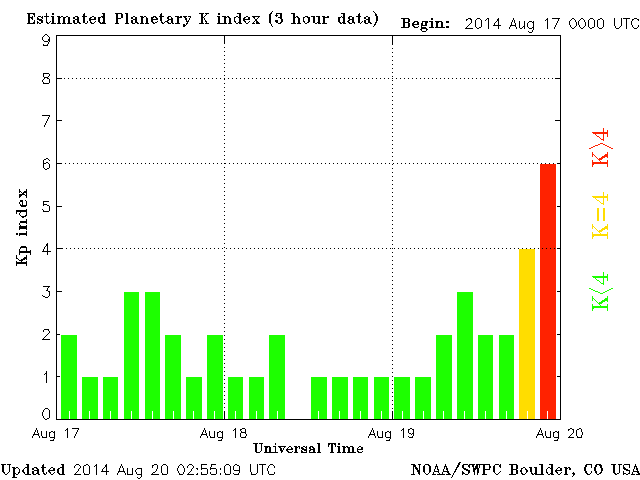 Estimated Planetary K index (3 hour data) Begin: 2014 Aug 17 0000 UTC
9
8
7
6
5
4
3
2
1
0
Kp index
K>4
K=4
K<4
Aug 17 Aug 18 Aug 19 Aug 20
Universal Time
Updated 2014 Aug 20 02:55:09 UTC NOAA/SWPC Boulder, CO USA